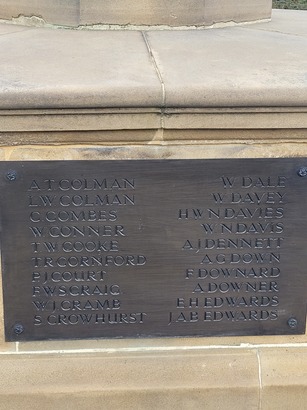 A T COLMAN
L W COLMAN
C COMBES
W CONNER
T W COOKE
T R CORNFORD
P J COURT
F W S CRAIG
W J CRAMB
S CROWHURST
W DALE
W DAVEY
H W N DAVIES
W N DAVIS
A J DENNETT
A G DOWN
F DOWNARD
A DOWNER
E H EDWARDS
J A B EDWARDS